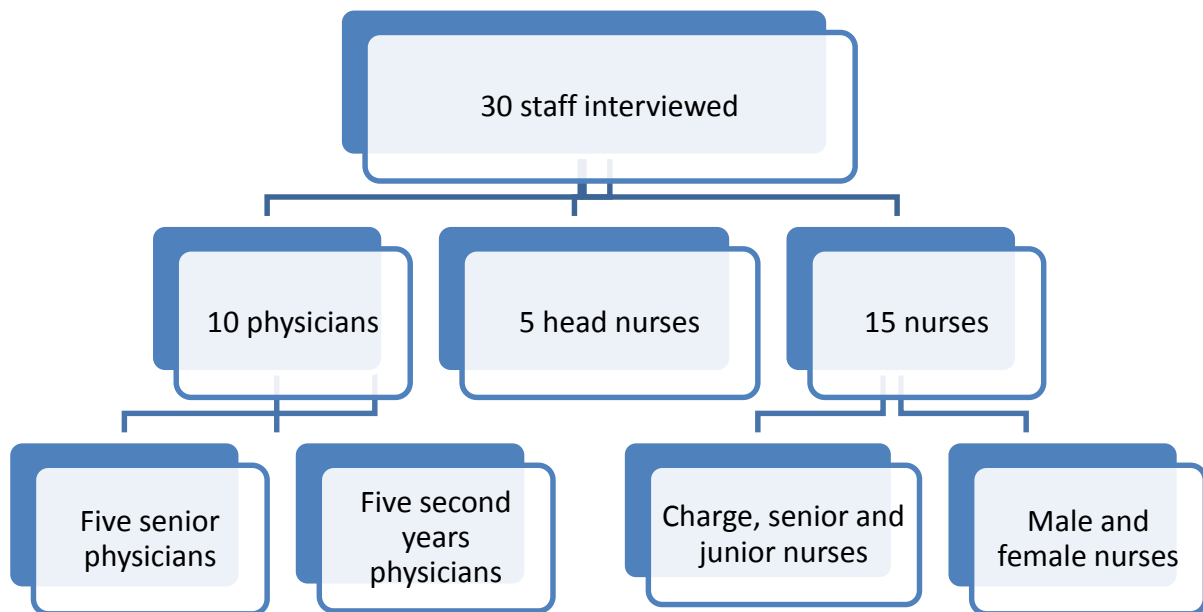 30 staff interviewed
10 physicians
5 head nurses
15 nurses
Five senior
physicians
Five second
years
physicians
Charge, senior and
junior nurses
Male and
female nurses